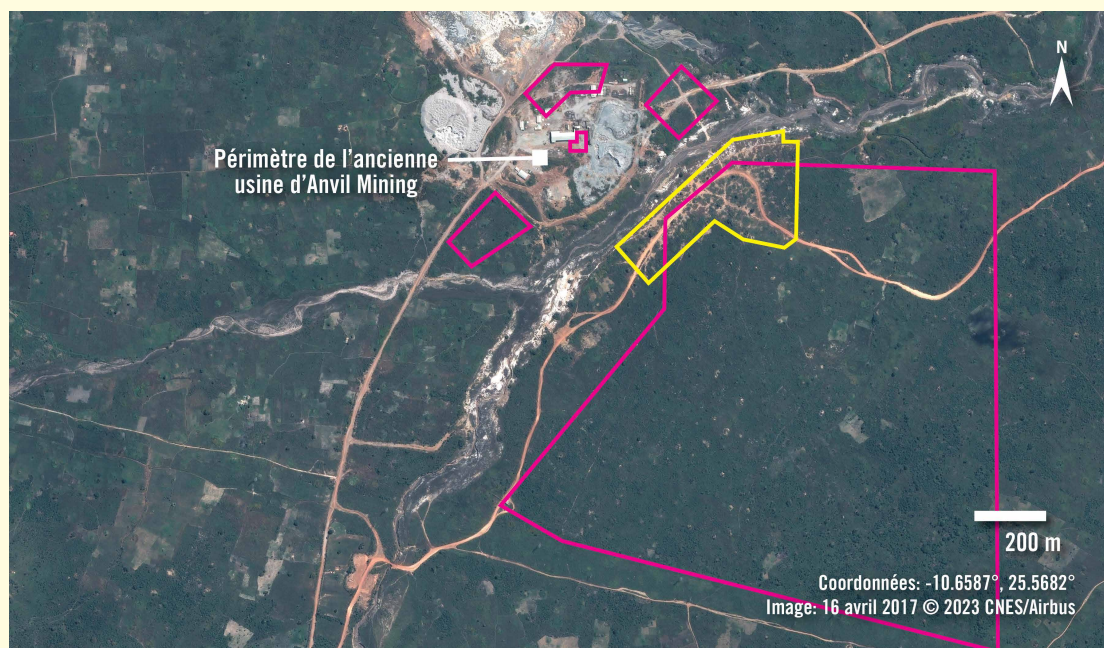 N
Périmètre de l'ancienne
usine d'Anvil Mining
200 m
Coordonnées: -10.6587°, 25.5682°
Image: 16 avril 2017 © 2023 CNES/Airbus